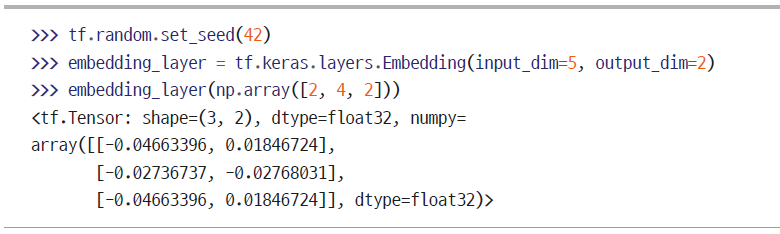 >>> tf.random.set_seed(42)
>>> embedding_layer = tf.keras.layers.Embedding(input_dim=5, output_dim=2)
>>> embedding_layer(np.array([2, 4, 2]))
<tf.Tensor: shape=(3, 2), dtype=float32, numpy=
array([[-0.04663396, 0.01846724],
       [-0.02736737, -0.02768031],
       [-0.04663396, 0.01846724]], dtype=float32)>